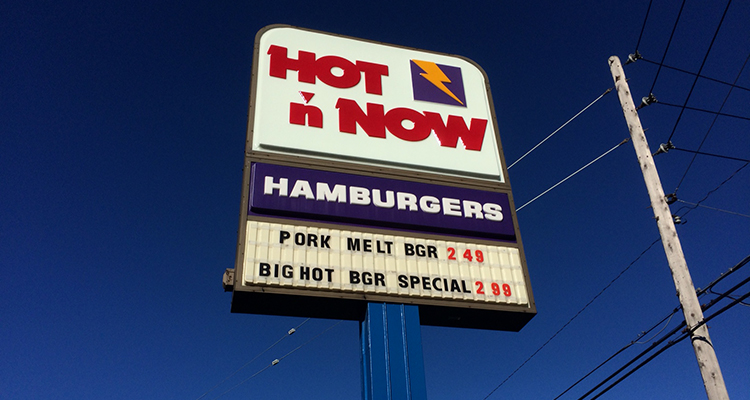 HOT
n NOW
HAMBURGERS
PORK MELT BGR 2 49
BIG HOT BGR SPECIAL 2 99